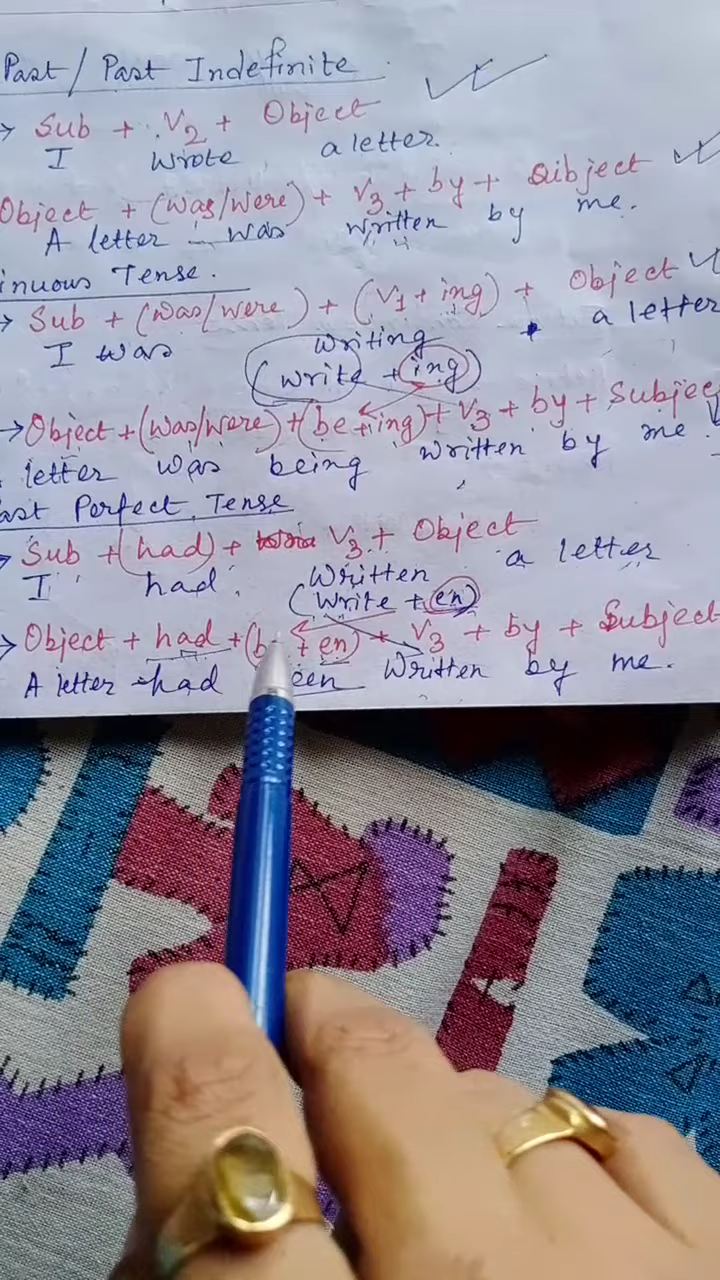 Past / Past Indefinite
→ Sub + V2 + Object
I wrote a letter.
Object + (was/were) + V3 + by + Subject
A letter was written by me.
inuous Tense.
→ Sub + (was/were) + (V1 + ing) + Object
I was writing a letter
(write + ing)
→ Object + (was/were) + (be + ing) + V3 + by + Subjec
letter was being written by me.
ast Perfect Tense
→ Sub + (had) + V3 + Object
I had written a letter
(write + en)
→ Object + had + (b + en) + V3 + by + Subject
A letter had een written by me.